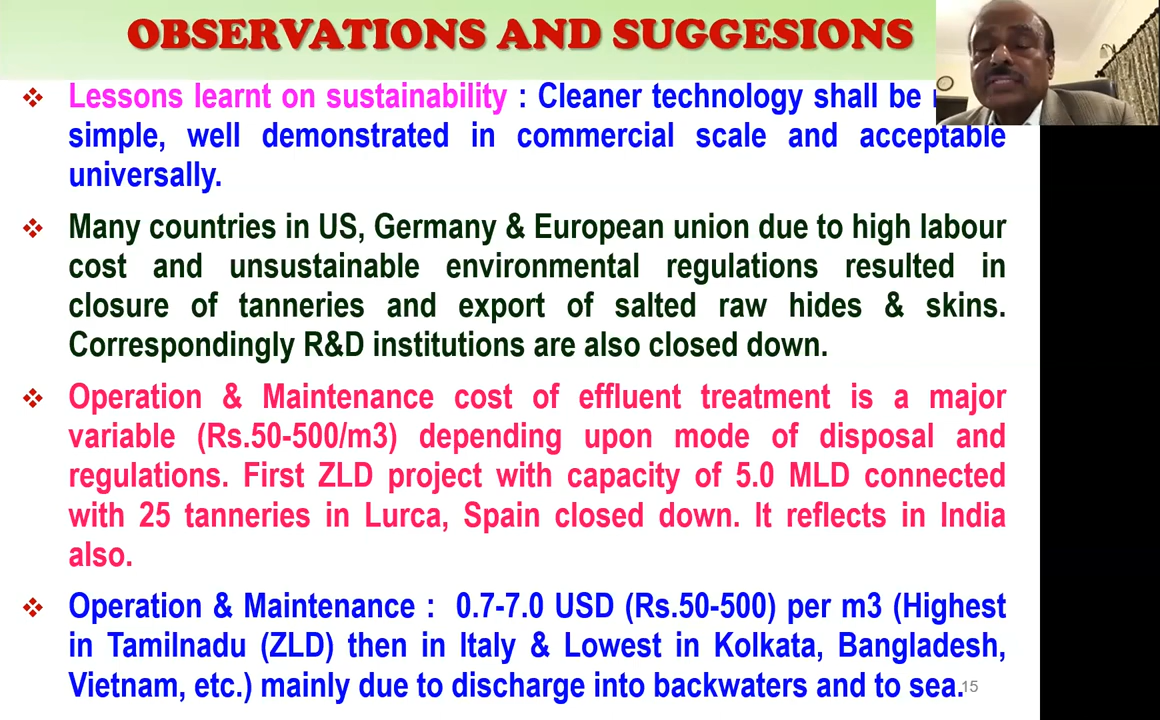 OBSERVATIONS AND SUGGESIONS
Lessons learnt on sustainability : Cleaner technology shall be
simple, well demonstrated in commercial scale and acceptable
universally.
Many countries in US, Germany & European union due to high labour
cost and unsustainable environmental regulations resulted in
closure of tanneries and export of salted raw hides & skins.
Correspondingly R&D institutions are also closed down.
Operation & Maintenance cost of effluent treatment is a major
variable (Rs.50-500/m3) depending upon mode of disposal and
regulations. First ZLD project with capacity of 5.0 MLD connected
with 25 tanneries in Lurca, Spain closed down. It reflects in India
also.
Operation & Maintenance : 0.7-7.0 USD (Rs.50-500) per m3 (Highest
in Tamilnadu (ZLD) then in Italy & Lowest in Kolkata, Bangladesh,
Vietnam, etc.) mainly due to discharge into backwaters and to sea.
15